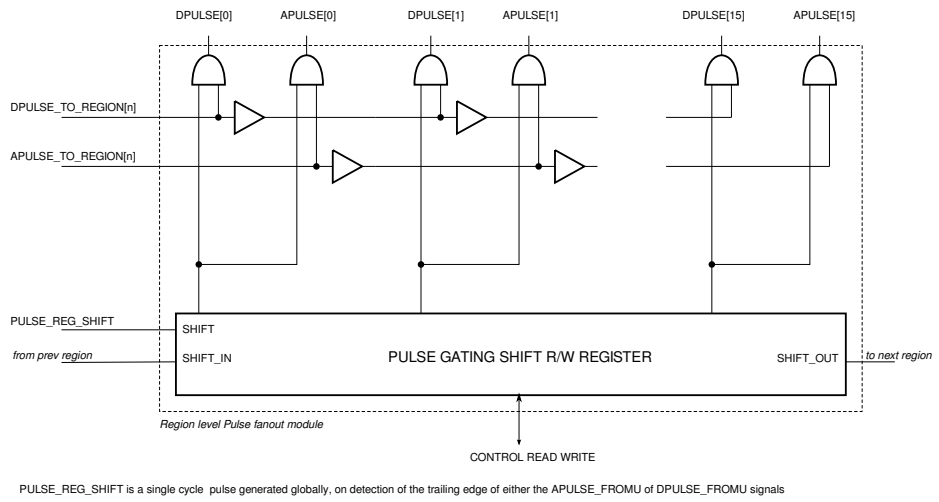 DPULSE[0] APULSE[0] DPULSE[1] APULSE[1] DPULSE[15] APULSE[15]
DPULSE_TO_REGION[n]
APULSE_TO_REGION[n]
PULSE_REG_SHIFT
SHIFT
from prev region
SHIFT_IN
PULSE GATING SHIFT R/W REGISTER
SHIFT_OUT
to next region
Region level Pulse fanout module
CONTROL READ WRITE
PULSE_REG_SHIFT is a single cycle pulse generated globally, on detection of the trailing edge of either the APULSE_FROMU of DPULSE_FROMU signals